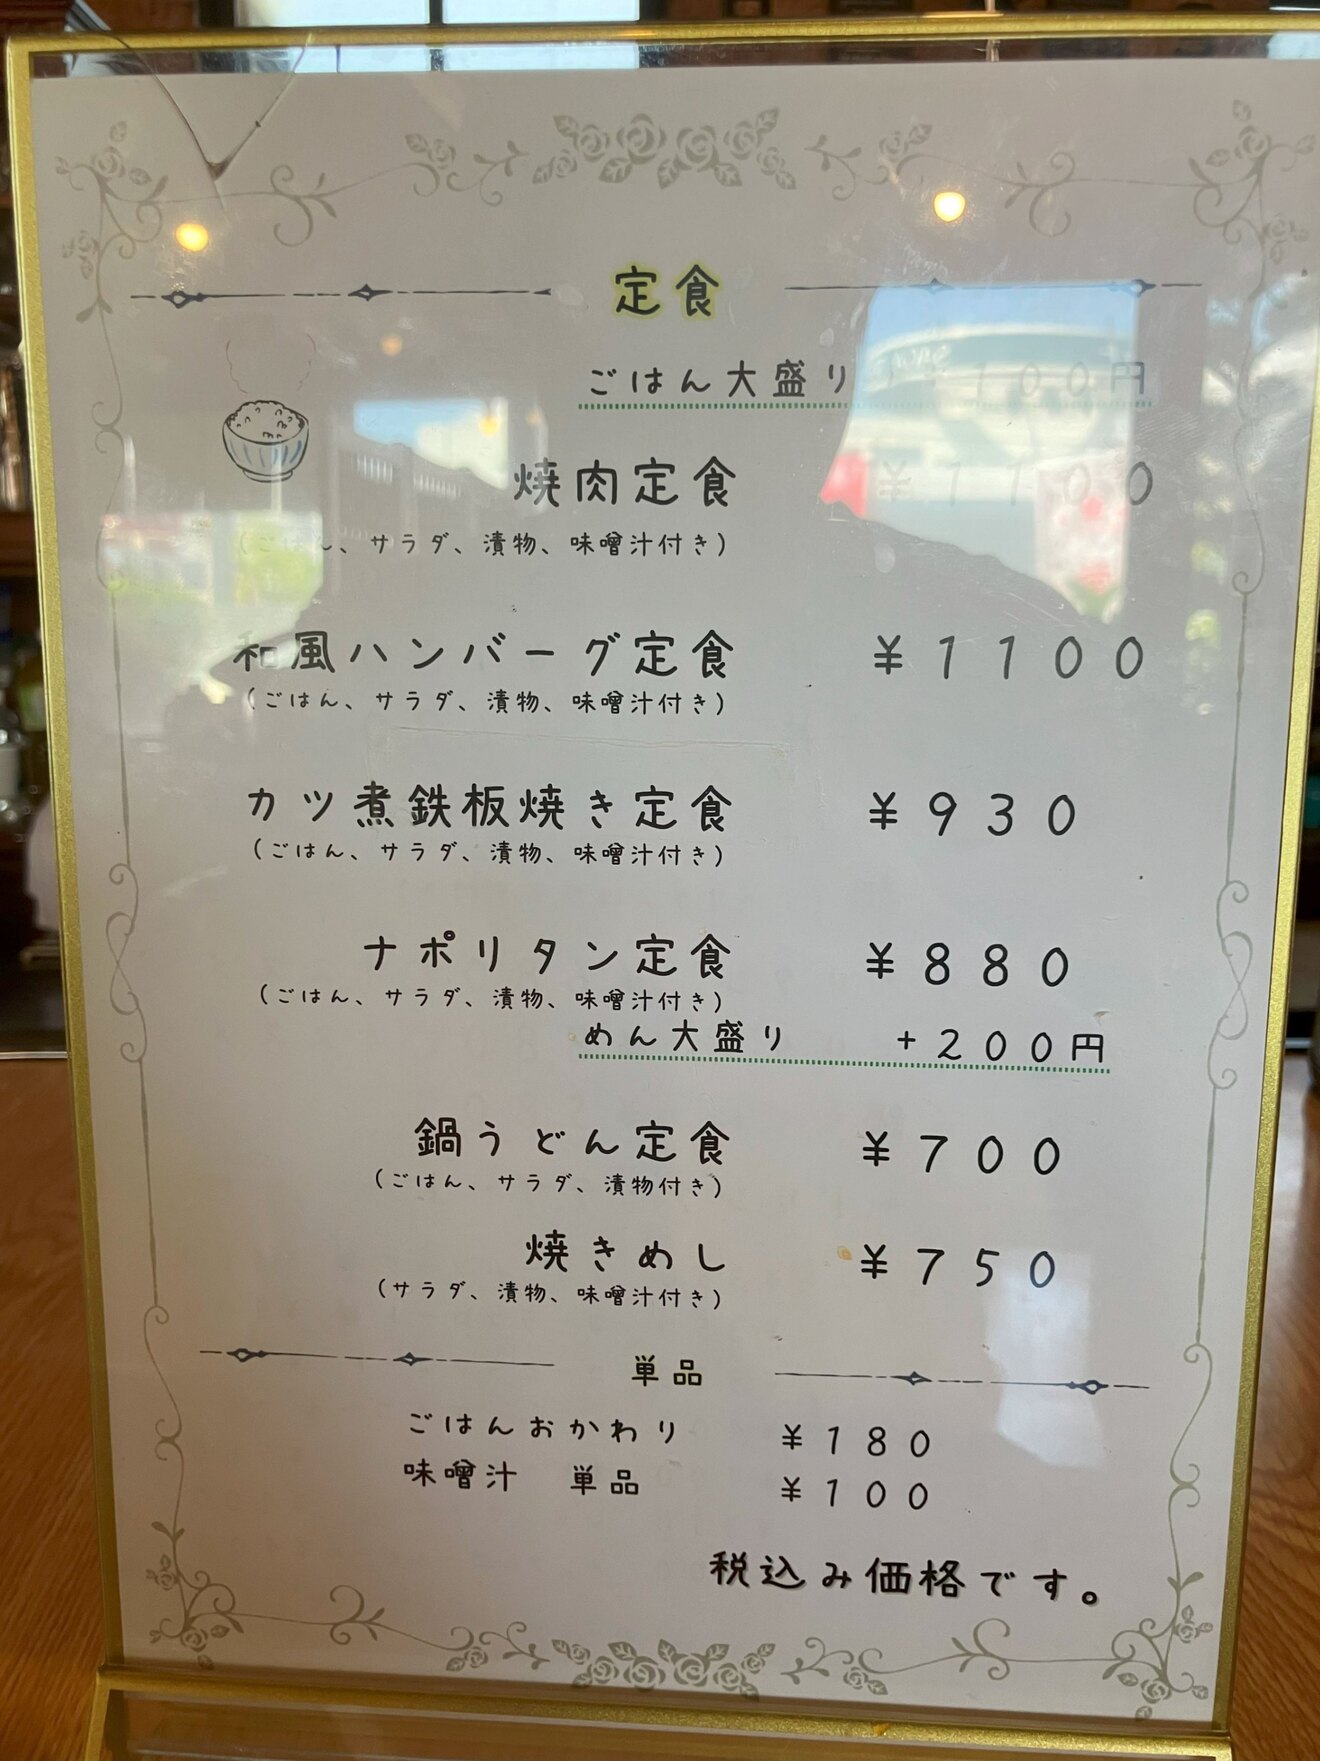 定食
ごはん大盛り 100円
焼肉定食 ¥1100
(ごはん、サラダ、漬物、味噌汁付き)
和風ハンバーグ定食 ¥1100
(ごはん、サラダ、漬物、味噌汁付き)
カツ煮鉄板焼き定食 ¥930
(ごはん、サラダ、漬物、味噌汁付き)
ナポリタン定食 ¥880
(ごはん、サラダ、漬物、味噌汁付き)
めん大盛り +200円
鍋うどん定食 ¥700
(ごはん、サラダ、漬物付き)
焼きめし ¥750
(サラダ、漬物、味噌汁付き)
単品
ごはんおかわり ¥180
味噌汁 単品 ¥100
税込み価格です。